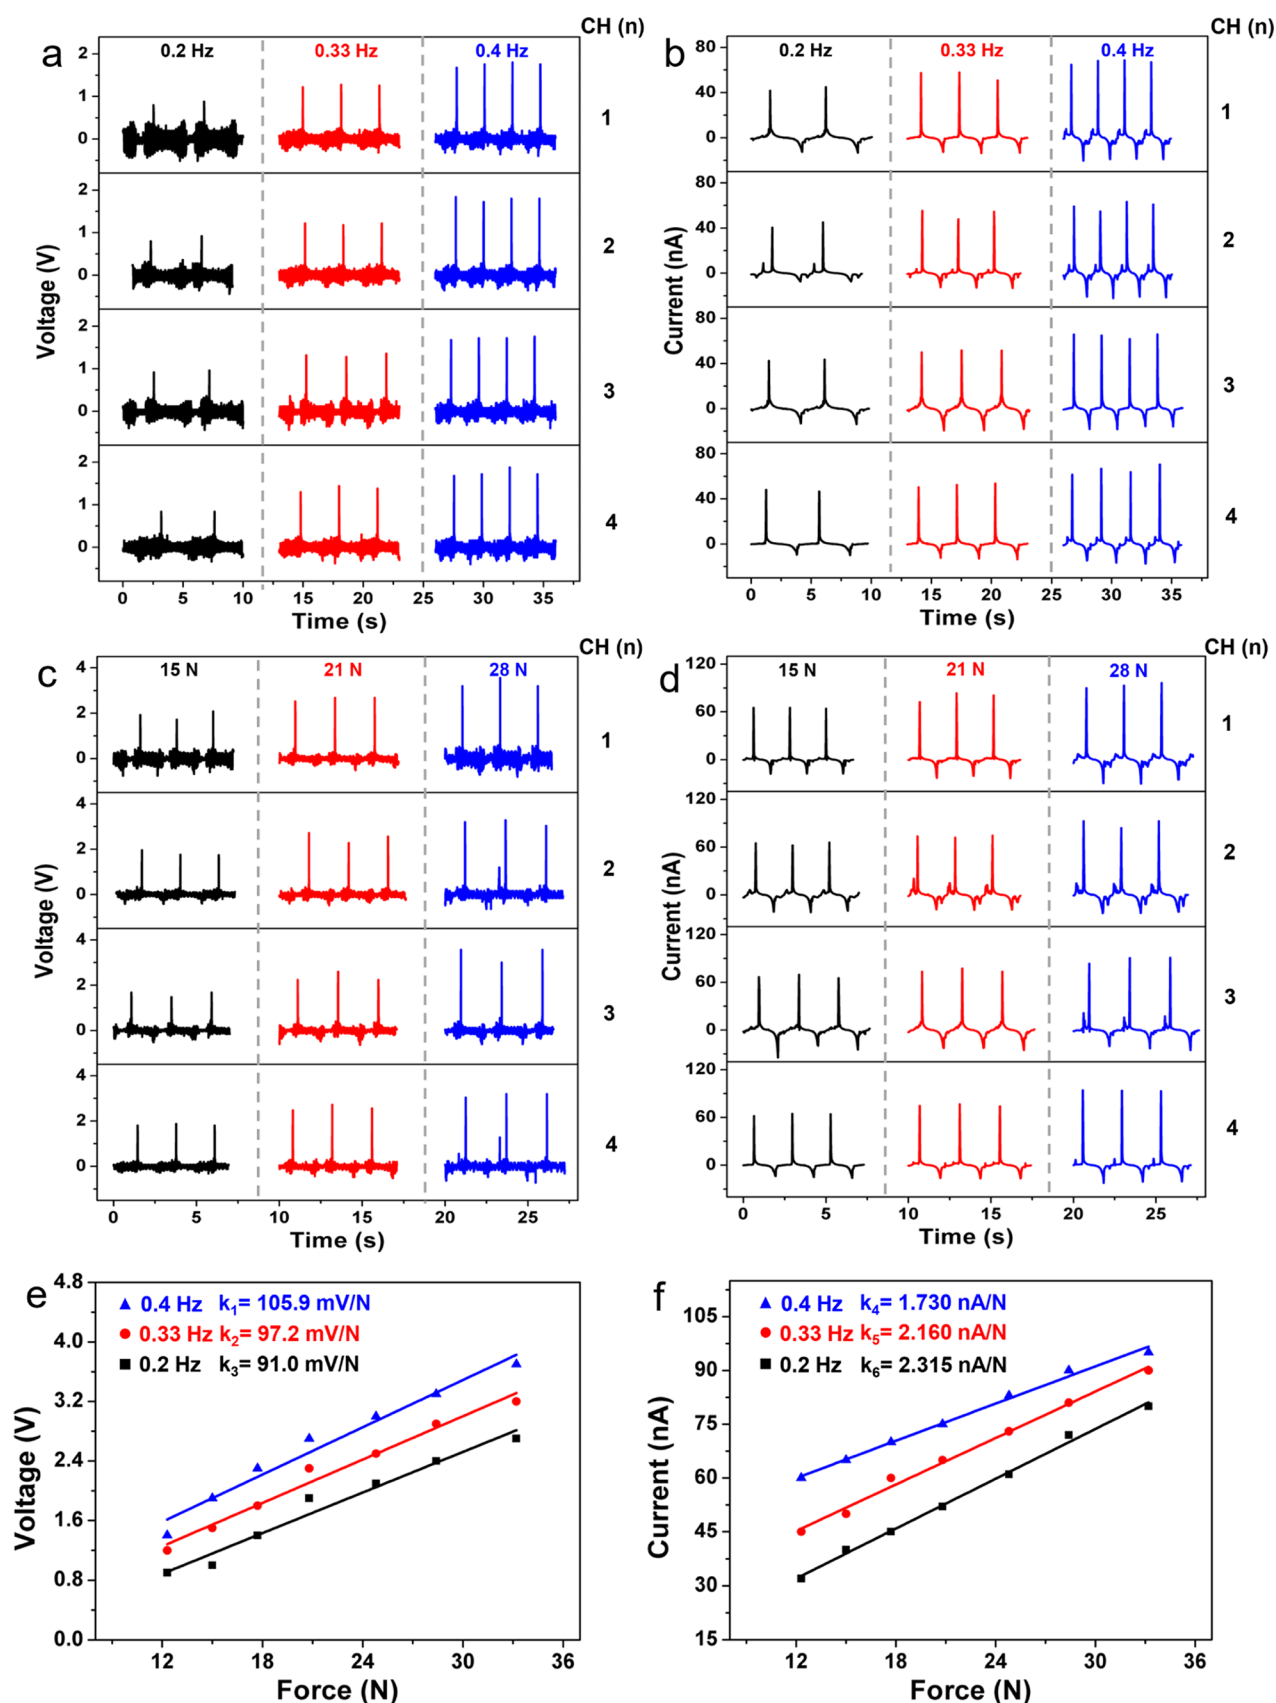 CH (n)
a
0.2 Hz 0.33 Hz 0.4 Hz
2
1
0
1
2
1
0
2
2
1
0
3
2
1
0
4
Voltage (V)
0 5 10 15 20 25 30 35
Time (s)
CH (n)
b
0.2 Hz 0.33 Hz 0.4 Hz
80
40
0
1
80
40
0
2
80
40
0
3
80
40
0
4
Current (nA)
0 5 10 15 20 25 30 35
Time (s)
CH (n)
c
15 N 21 N 28 N
4
2
0
1
4
2
0
2
4
2
0
3
4
2
0
4
Voltage (V)
Voltage (V)
0 5 10 15 20 25
Time (s)
CH (n)
d
15 N 21 N 28 N
120
60
0
1
120
60
0
2
120
60
0
3
120
60
0
4
Current (nA)
Current (nA)
0 5 10 15 20 25
Time (s)
e
0.4 Hz k1= 105.9 mV/N
0.33 Hz k2= 97.2 mV/N
0.2 Hz k3= 91.0 mV/N
4.8
4.0
3.2
2.4
1.6
0.8
0.0
Voltage (V)
12 18 24 30 36
Force (N)
f
0.4 Hz k4= 1.730 nA/N
0.33 Hz k5= 2.160 nA/N
0.2 Hz k6= 2.315 nA/N
105
90
75
60
45
30
15
Current (nA)
12 18 24 30 36
Force (N)